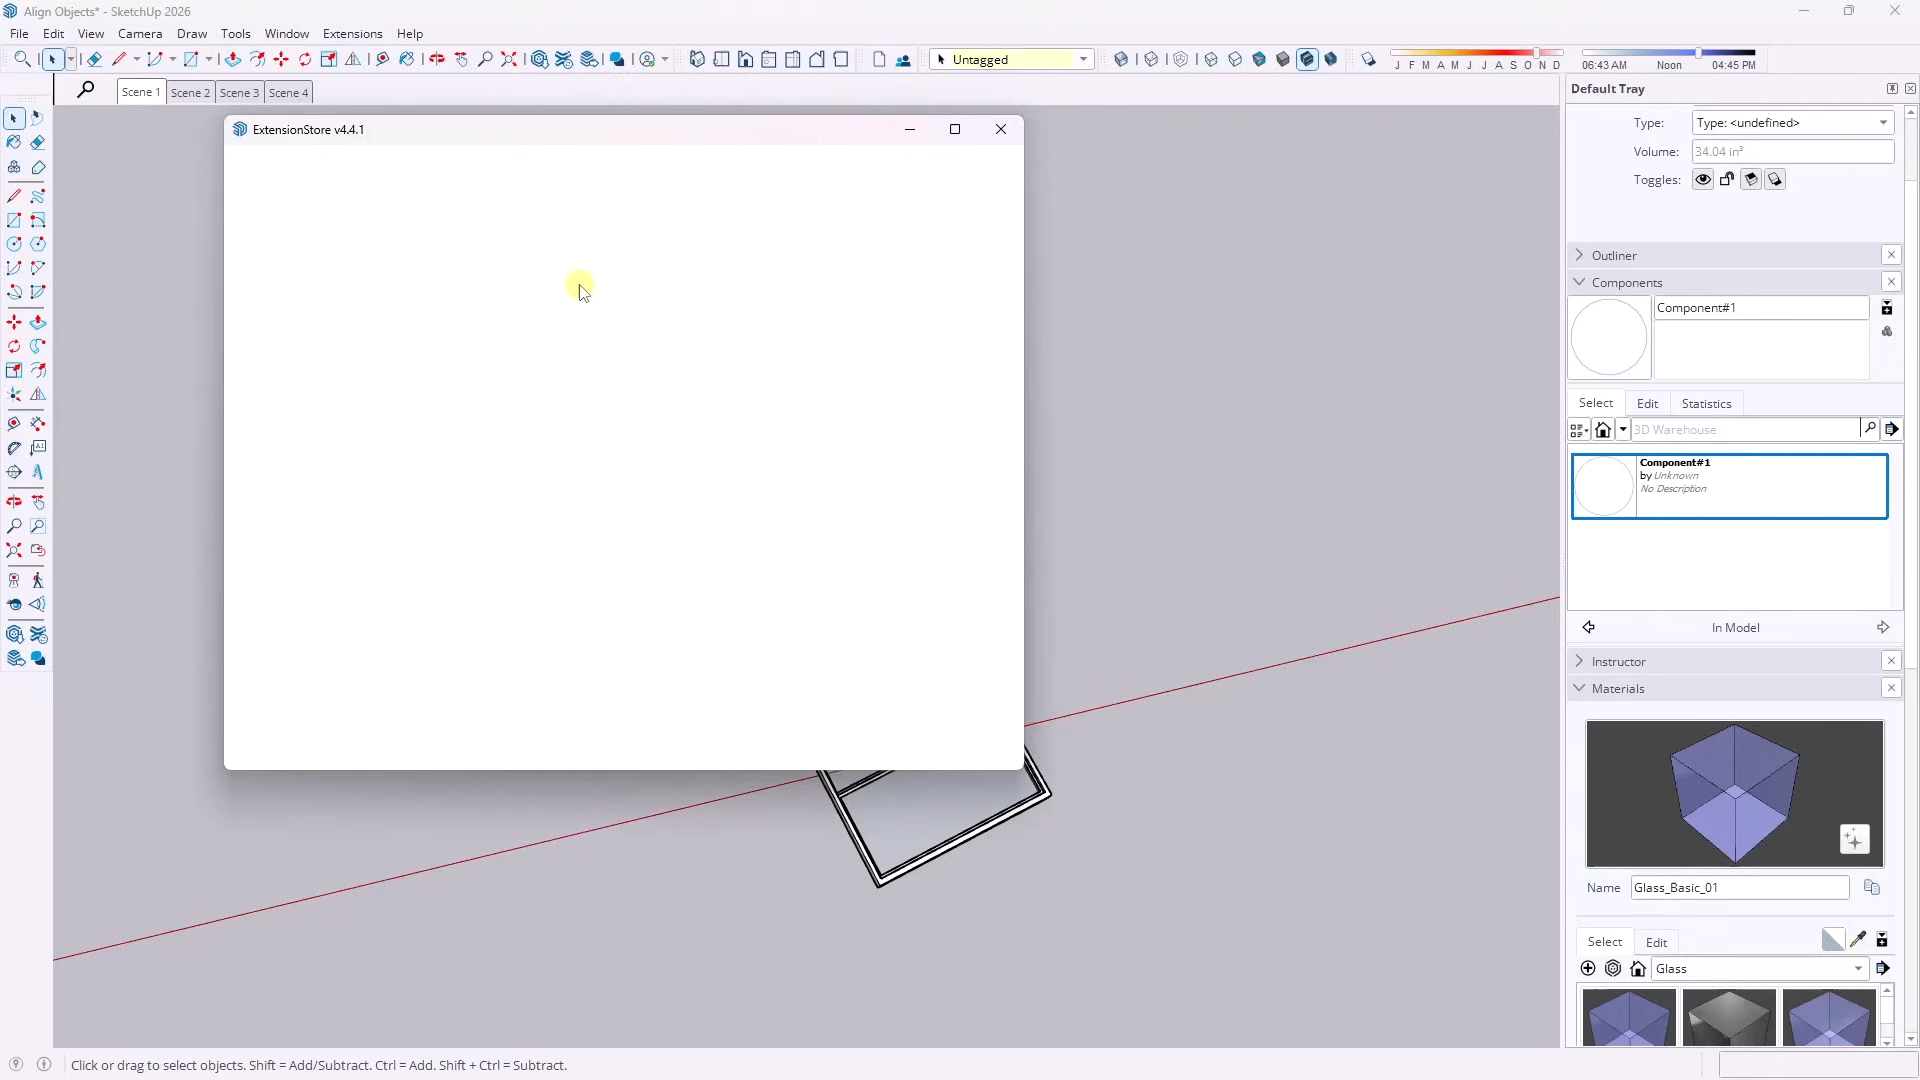 Align Objects* - SketchUp 2026
File Edit View Camera Draw Tools Window Extensions Help
Untagged
J F M A M J J A S O N D
06:43 AM Noon 04:45 PM
Scene 1 Scene 2 Scene 3 Scene 4
Default Tray
ExtensionStore v4.4.1
Type: Type: <undefined>
Volume: 34.04 in³
Toggles:
Outliner
Components
Component#1
Select Edit Statistics
3D Warehouse
Component#1
by Unknown
No Description
In Model
Instructor
Materials
Name Glass_Basic_01
Select Edit
Glass
Click or drag to select objects. Shift = Add/Subtract. Ctrl = Add. Shift + Ctrl = Subtract.